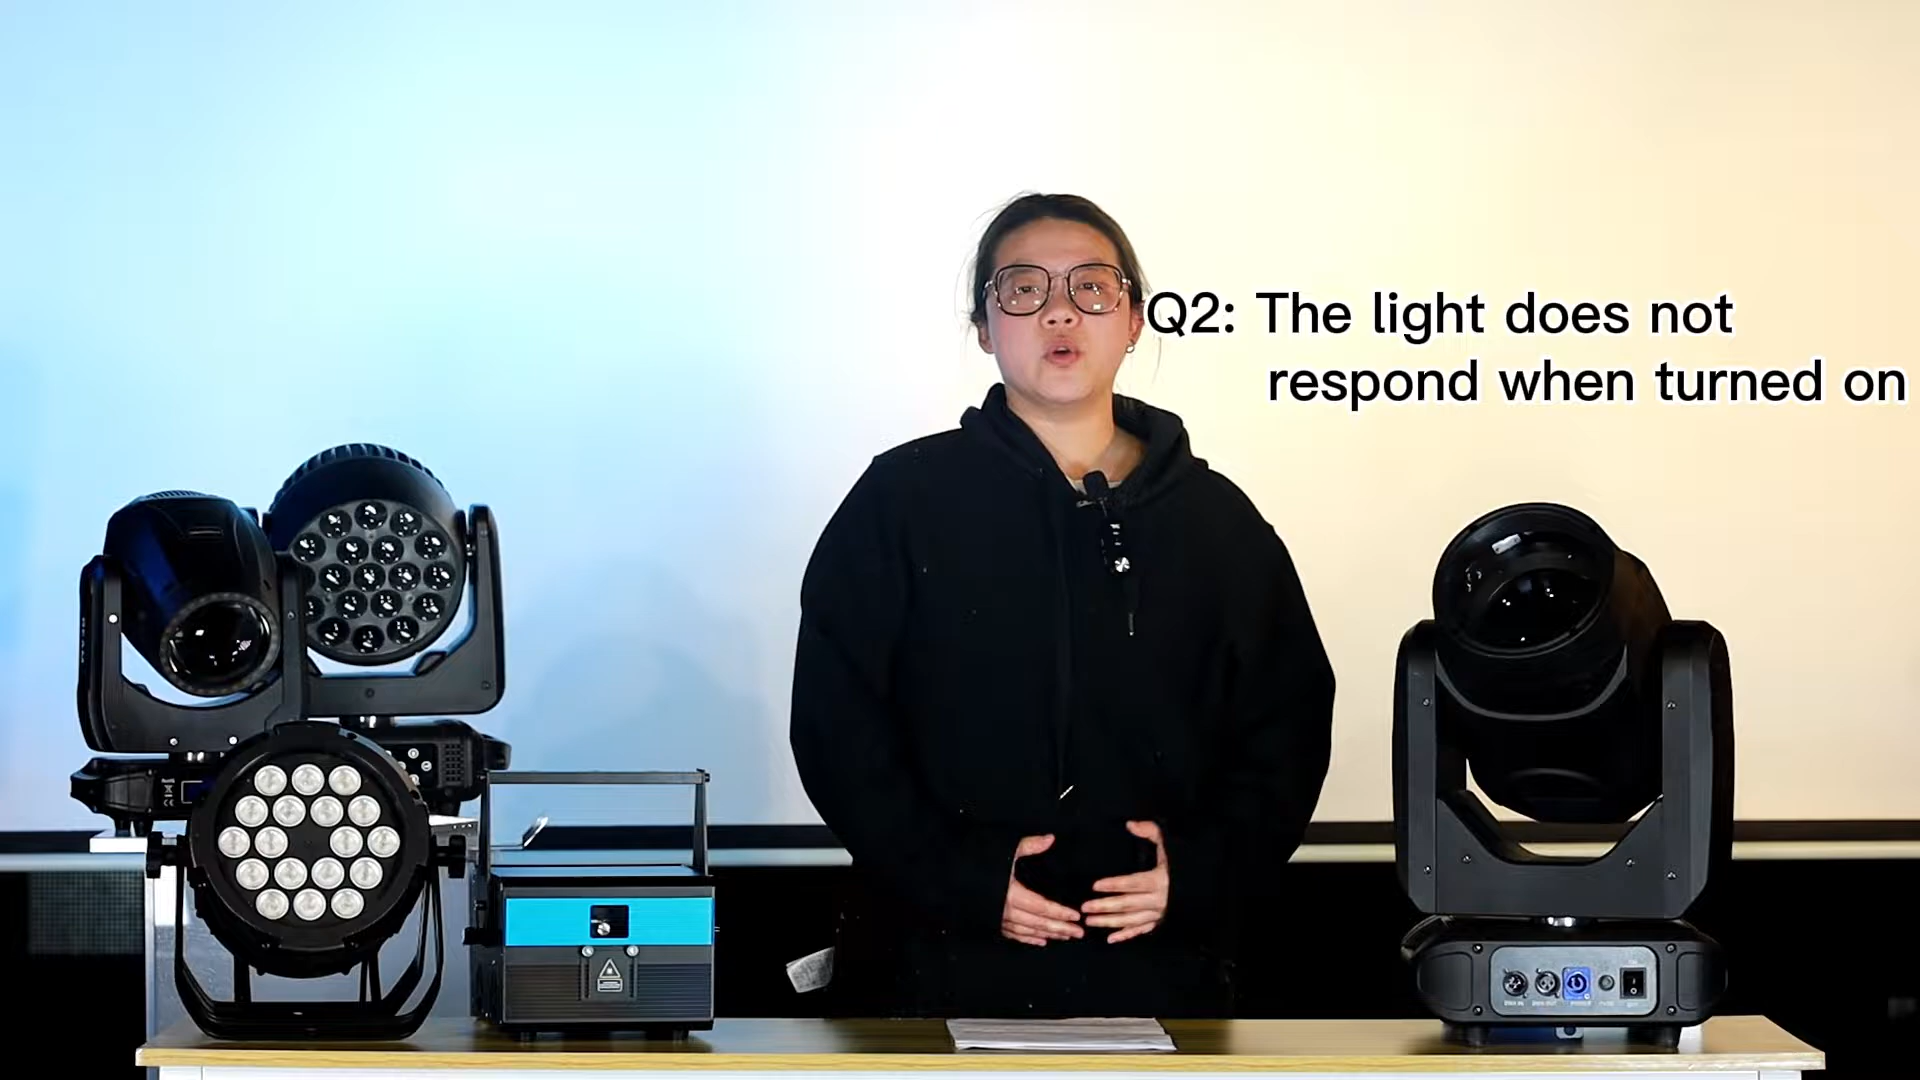 Q2: The light does not
respond when turned on